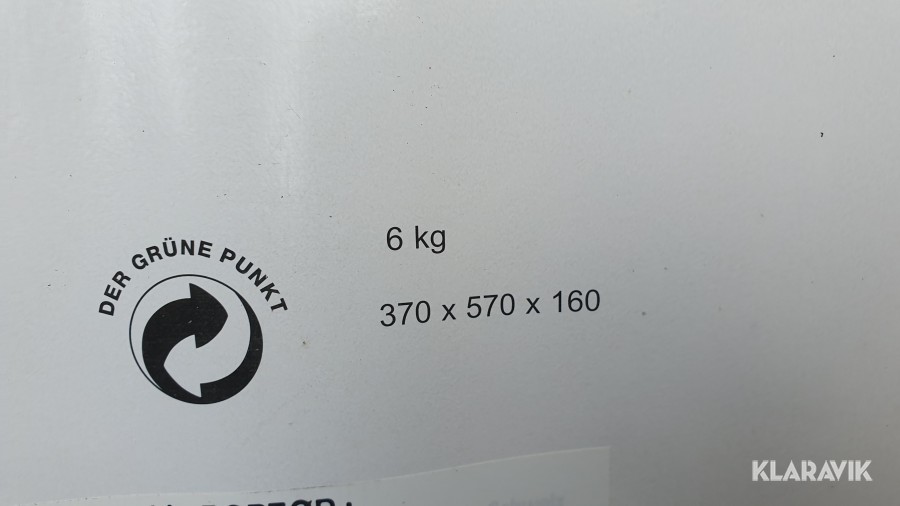 DER GRÜNE PUNKT
6 kg
370 x 570 x 160
KLARAVIK